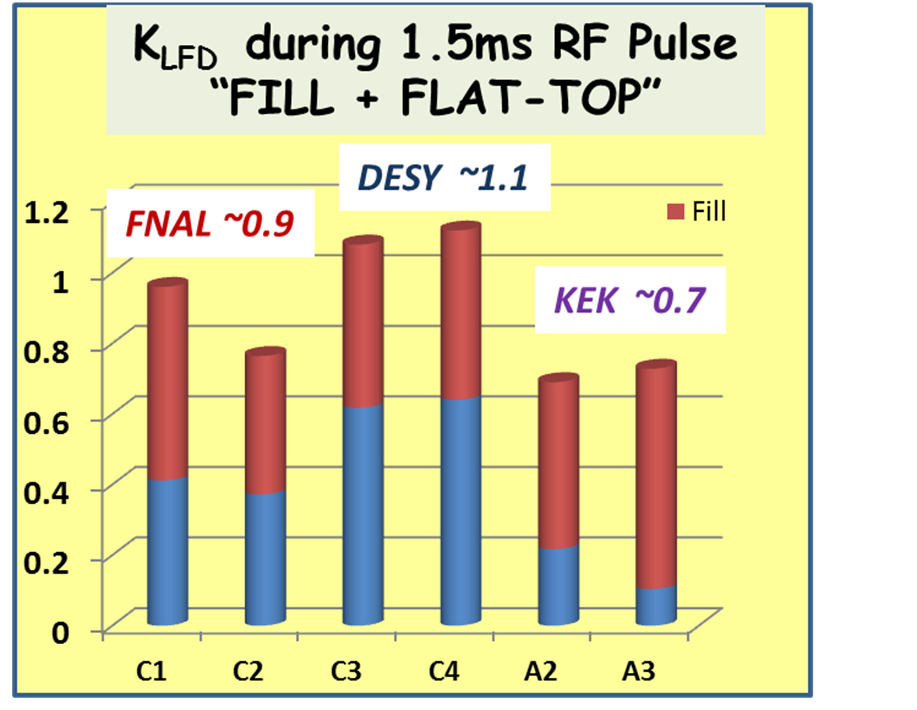 K_LFD during 1.5ms RF Pulse
“FILL + FLAT-TOP”
DESY ~1.1
FNAL ~0.9
Fill
KEK ~0.7
1.2
1
0.8
0.6
0.4
0.2
0
C1 C2 C3 C4 A2 A3